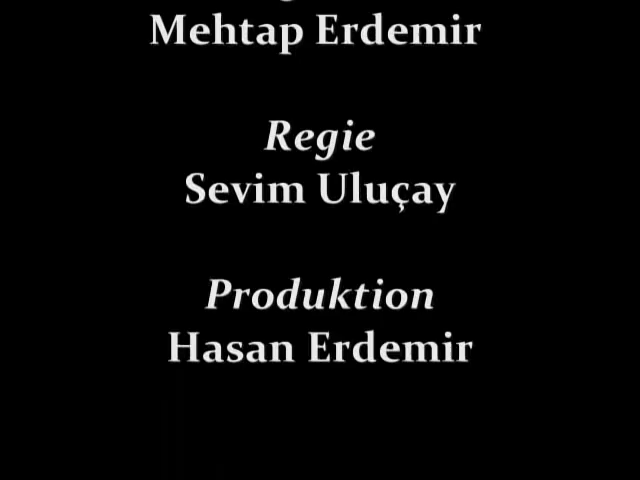 Mehtap Erdemir
Regie
Sevim Uluçay
Produktion
Hasan Erdemir